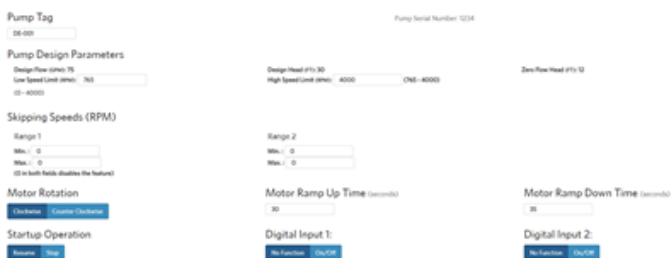 Pump Tag
Pump Serial Number: 1234
DE-001
Pump Design Parameters
Design Flow (GPM): 75 Design Head (FT): 30 Zero Flow Head (FT): 12
Low Speed Limit (RPM): 765 High Speed Limit (RPM): 4000 (765 - 4000)
(0 - 4000)
Skipping Speeds (RPM)
Range 1 Range 2
Min. : 0 Min. : 0
Max. : 0 Max. : 0
(0 in both fields disables the feature)
Motor Rotation Motor Ramp Up Time (seconds) Motor Ramp Down Time (seconds)
Clockwise Counter Clockwise 30 35
Startup Operation Digital Input 1: Digital Input 2:
Resume Stop No Function On/Off No Function On/Off